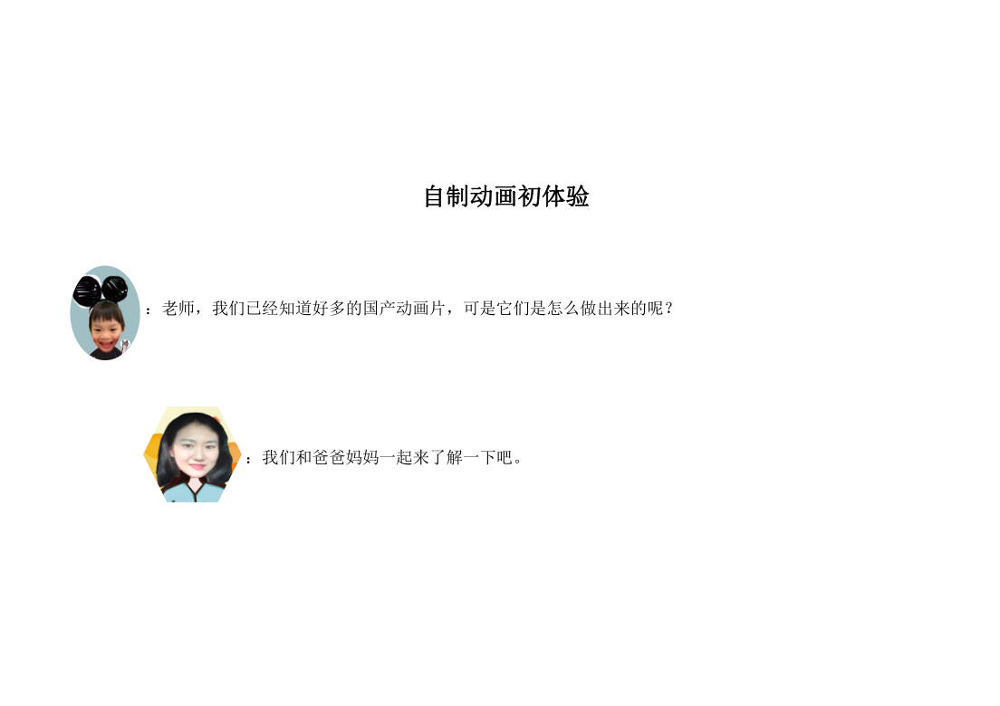 自制动画初体验
：老师，我们已经知道好多的国产动画片，可是它们是怎么做出来的呢？
：我们和爸爸妈妈一起来了解一下吧。